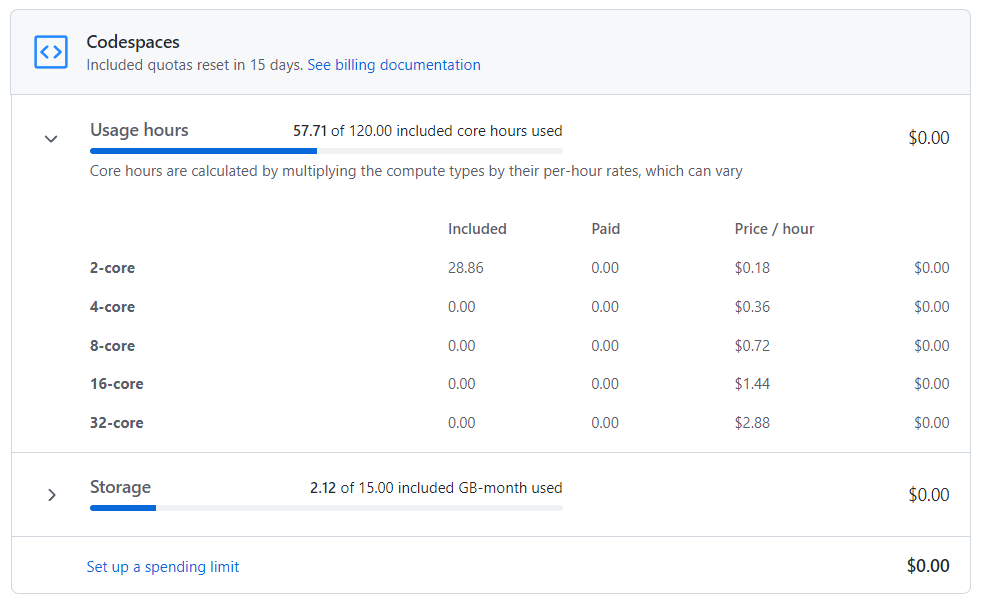 Codespaces
Included quotas reset in 15 days. See billing documentation
Usage hours 57.71 of 120.00 included core hours used $0.00
Core hours are calculated by multiplying the compute types by their per-hour rates, which can vary
Included Paid Price / hour
2-core 28.86 0.00 $0.18 $0.00
4-core 0.00 0.00 $0.36 $0.00
8-core 0.00 0.00 $0.72 $0.00
16-core 0.00 0.00 $1.44 $0.00
32-core 0.00 0.00 $2.88 $0.00
Storage 2.12 of 15.00 included GB-month used $0.00
Set up a spending limit $0.00